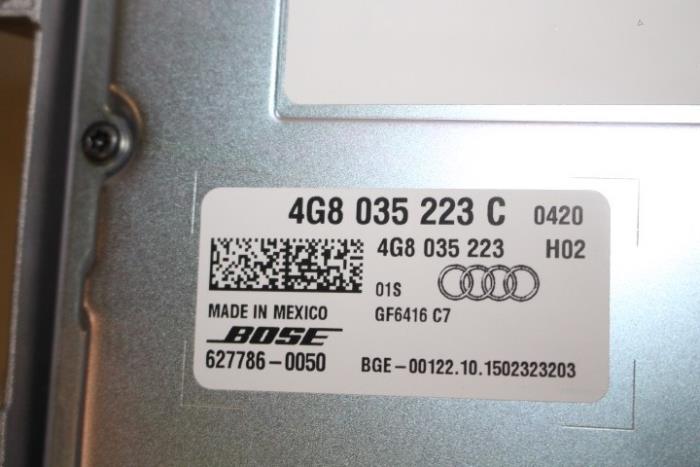 4G8 035 223 C 0420
4G8 035 223 H02
01S
MADE IN MEXICO GF6416 C7
BOSE
627786-0050 BGE-00122.10.1502323203